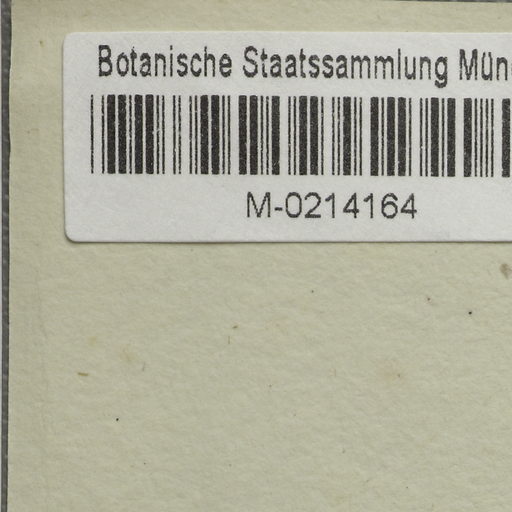 Botanische Staatssammlung Mün
M-0214164